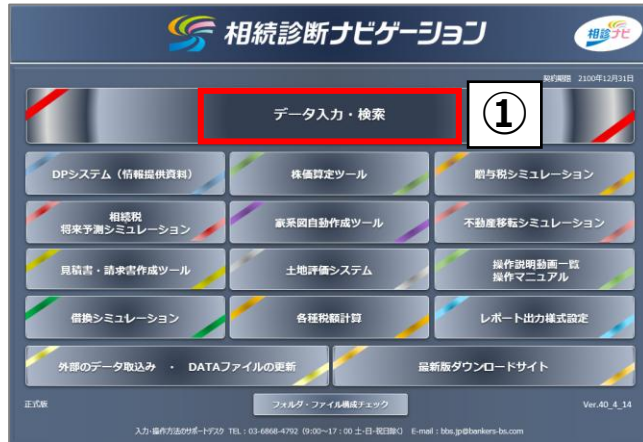 相続診断ナビゲーション
相診ナビ
契約期限 2100年12月31日
データ入力・検索
①
DPシステム（情報提供資料）
株価算定ツール
贈与税シミュレーション
相続税
将来予測シミュレーション
家系図自動作成ツール
不動産移転シミュレーション
見積書・請求書作成ツール
土地評価システム
操作説明動画一覧
操作マニュアル
借換シミュレーション
各種税額計算
レポート出力様式設定
外部のデータ取込み ・ DATAファイルの更新
最新版ダウンロードサイト
正式版
フォルダ・ファイル構成チェック
Ver.40_4_14
入力・操作方法のサポートデスク TEL：03-6868-4792（9:00～17：00 土・日・祝日除く） E-mail：bbs.jp@bankers-bs.com